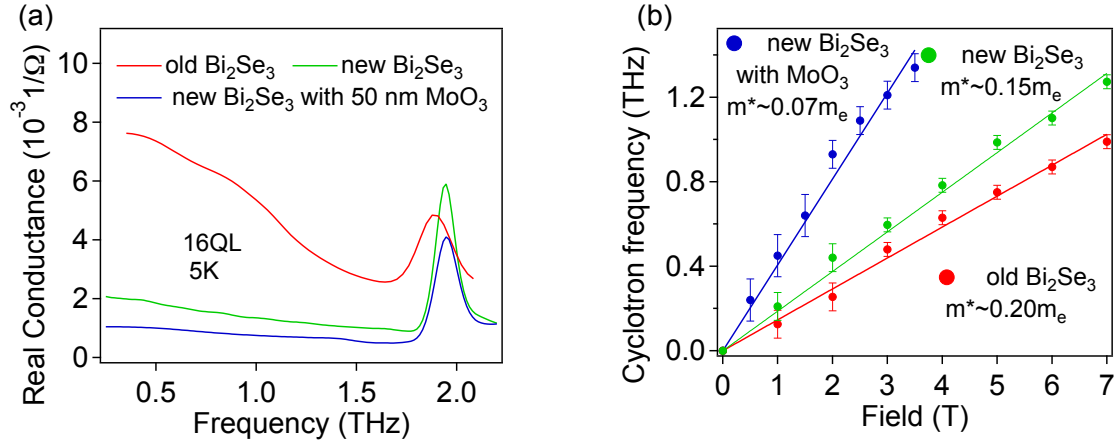 (a)
Real Conductance (10⁻³1/Ω)
10
8
6
4
2
0
old Bi₂Se₃
new Bi₂Se₃
new Bi₂Se₃ with 50 nm MoO₃
16QL
5K
0.5
1.0
1.5
2.0
Frequency (THz)
(b)
Cyclotron frequency (THz)
1.2
0.8
0.4
0.0
new Bi₂Se₃
with MoO₃
m*~0.07mₑ
new Bi₂Se₃
m*~0.15mₑ
old Bi₂Se₃
m*~0.20mₑ
0
1
2
3
4
5
6
7
Field (T)